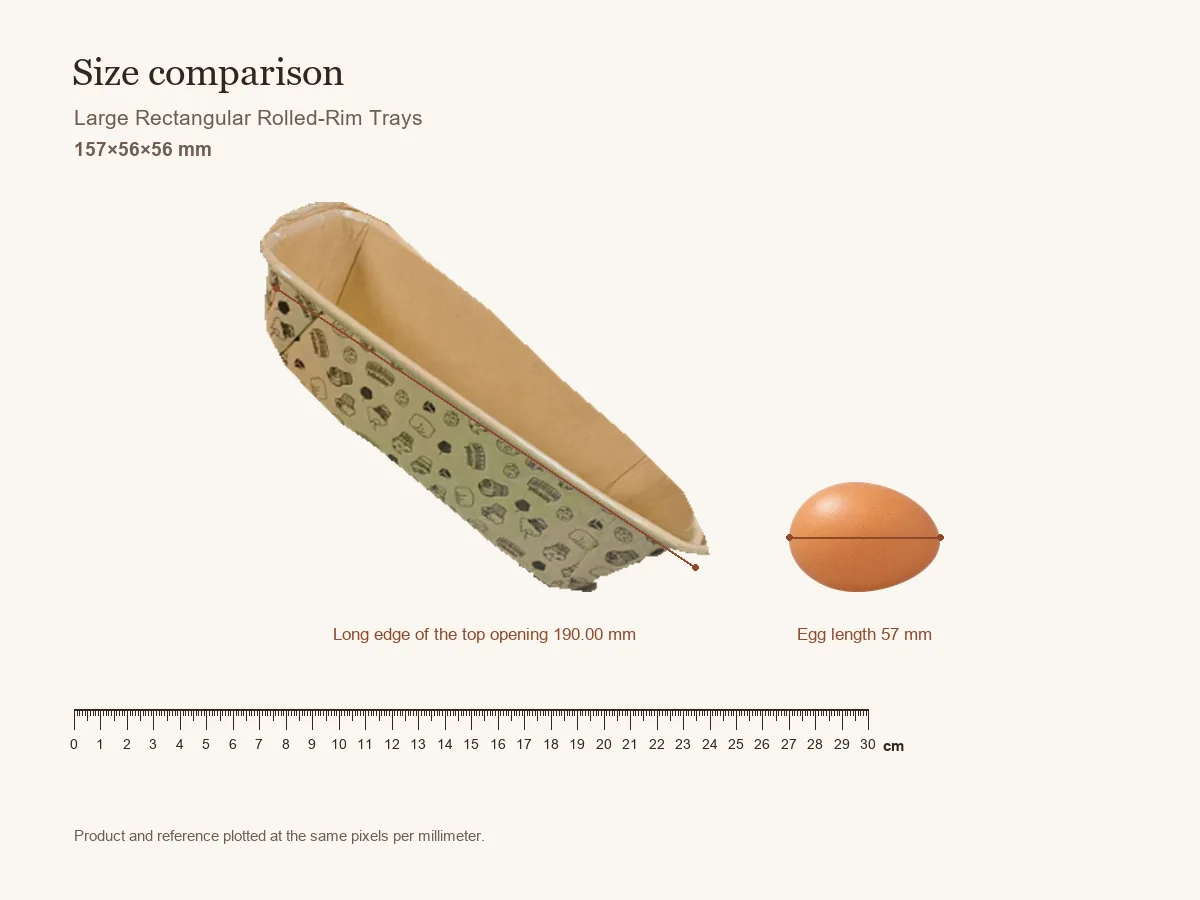 Size comparison
Large Rectangular Rolled-Rim Trays
157×56×56 mm
Long edge of the top opening 190.00 mm
Egg length 57 mm
0 1 2 3 4 5 6 7 8 9 10 11 12 13 14 15 16 17 18 19 20 21 22 23 24 25 26 27 28 29 30 cm
Product and reference plotted at the same pixels per millimeter.